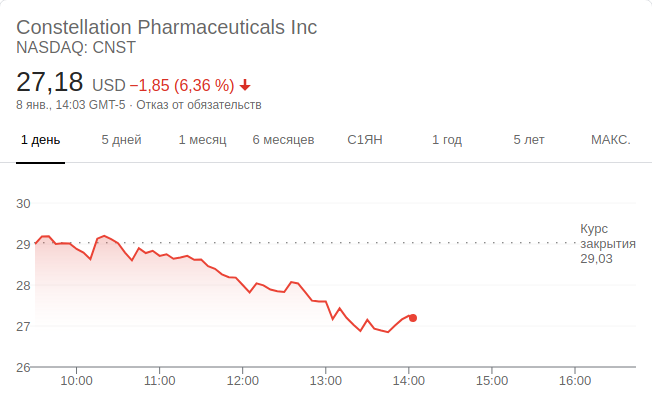 Constellation Pharmaceuticals Inc
NASDAQ: CNST
27,18 USD −1,85 (6,36 %)
8 янв., 14:03 GMT-5 · Отказ от обязательств
1 день 5 дней 1 месяц 6 месяцев С1ЯН 1 год 5 лет МАКС.
30
29
28
27
26
Курс
закрытия
29,03
10:00 11:00 12:00 13:00 14:00 15:00 16:00